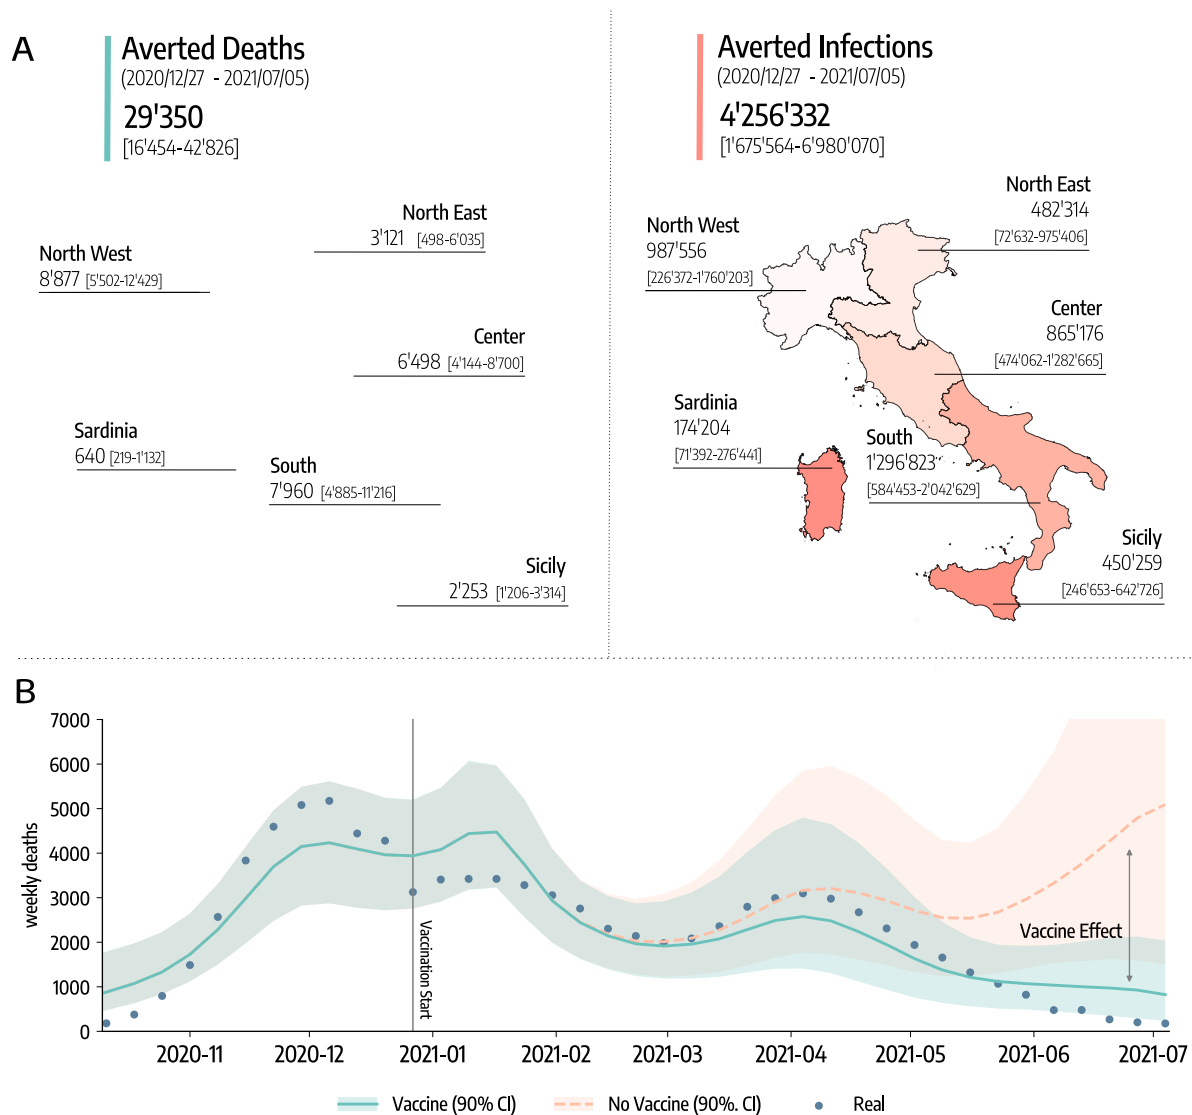 A
Averted Deaths
(2020/12/27 - 2021/07/05)
29'350
[16'454-42'826]
North East
3'121 [498-6'035]
North West
8'877 [5'502-12'429]
Center
6'498 [4'144-8'700]
Sardinia
640 [219-1'132]
South
7'960 [4'885-11'216]
Sicily
2'253 [1'206-3'314]
Averted Infections
(2020/12/27 - 2021/07/05)
4'256'332
[1'675'564-6'980'070]
North East
482'314
[72'632-975'406]
North West
987'556
[226'372-1'760'203]
Center
865'176
[474'062-1'282'665]
Sardinia
174'204
[71'392-276'441]
South
1'296'823
[584'453-2'042'629]
Sicily
450'259
[246'653-642'726]
B
weekly deaths
7000
6000
5000
4000
3000
2000
1000
0
Vaccination Start
Vaccine Effect
2020-11
2020-12
2021-01
2021-02
2021-03
2021-04
2021-05
2021-06
2021-07
Vaccine (90% CI)
No Vaccine (90%. CI)
Real